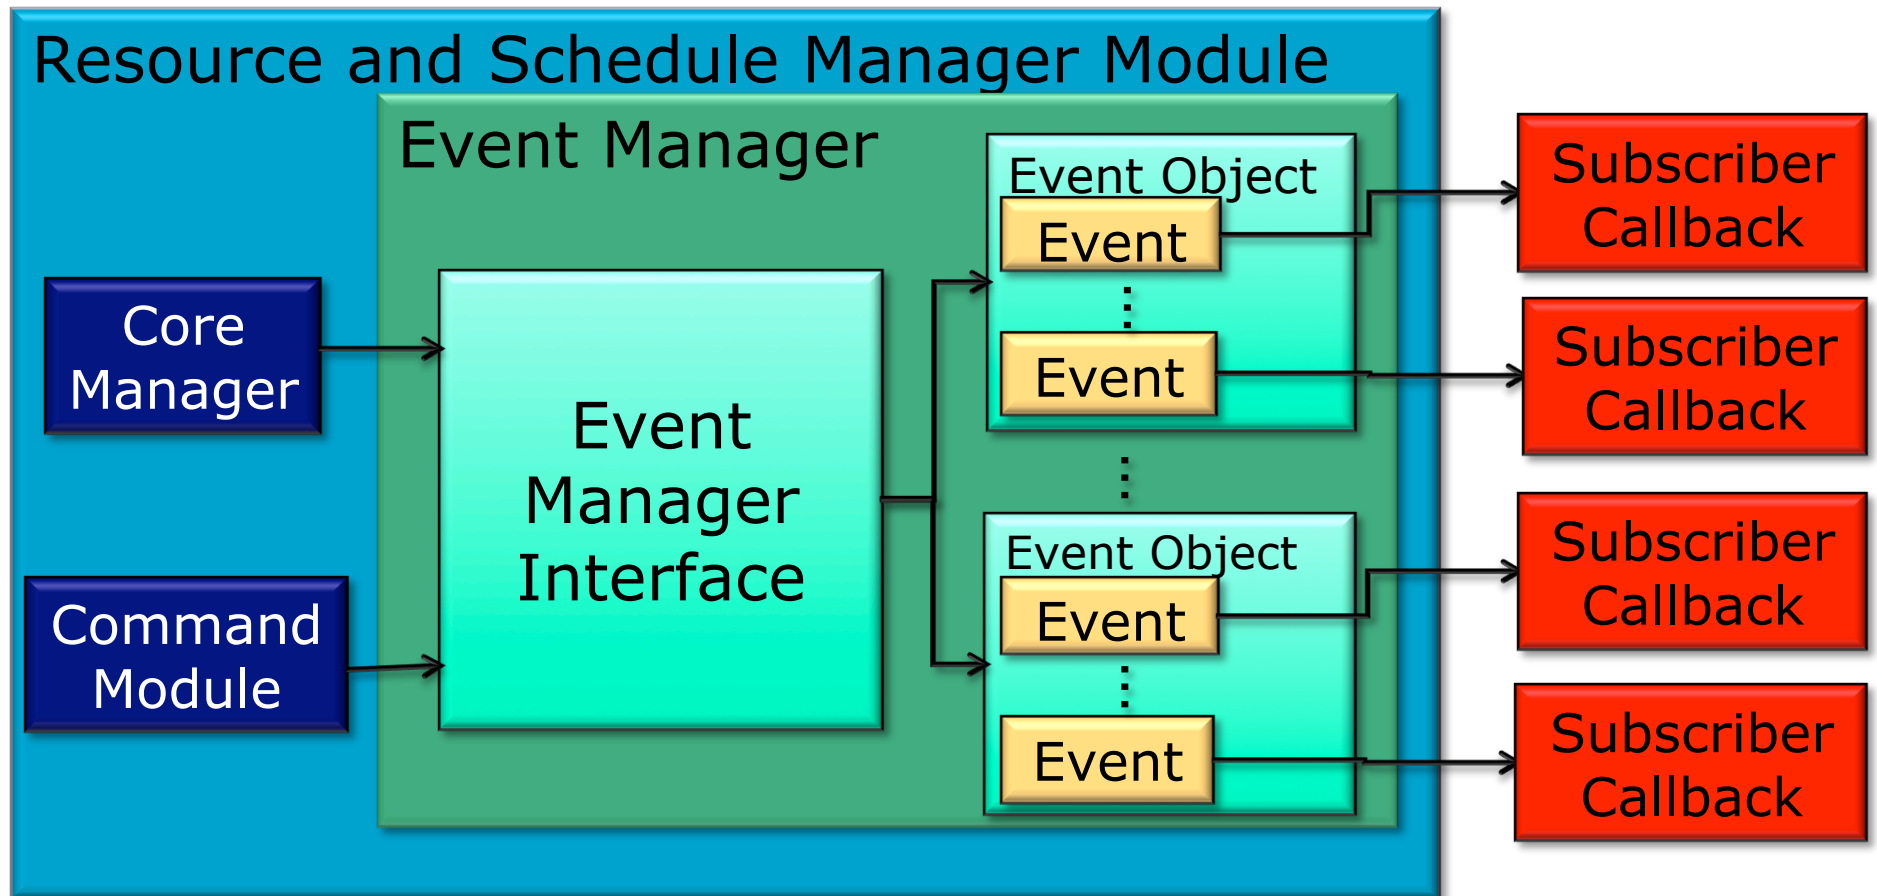 Resource and Schedule Manager Module
Event Manager
Core
Manager
Command
Module
Event
Manager
Interface
Event Object
Event
Event
Event Object
Event
Event
Subscriber
Callback
Subscriber
Callback
Subscriber
Callback
Subscriber
Callback